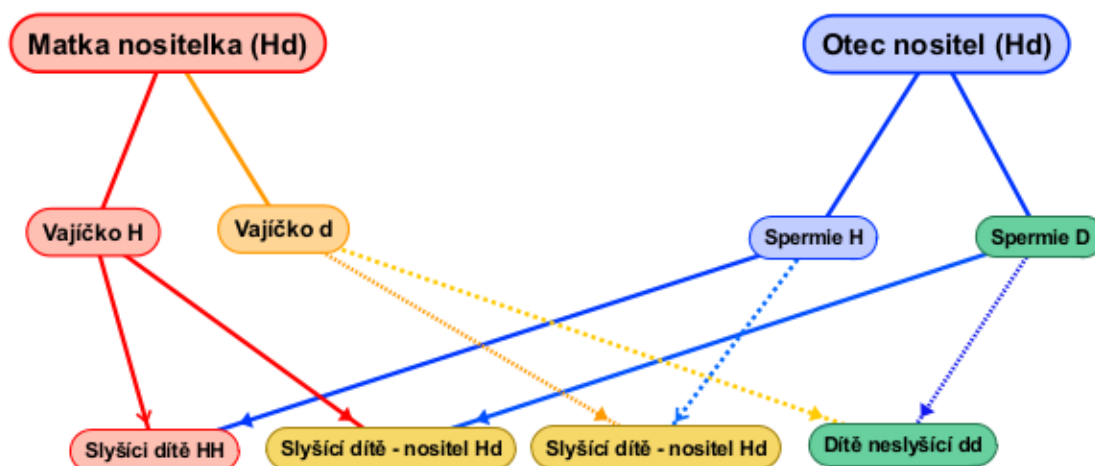 Matka nositelka (Hd)
Otec nositel (Hd)
Vajíčko H
Vajíčko d
Spermie H
Spermie D
Slyšíci dítě HH
Slyšící dítě - nositel Hd
Slyšící dítě - nositel Hd
Dítě neslyšící dd